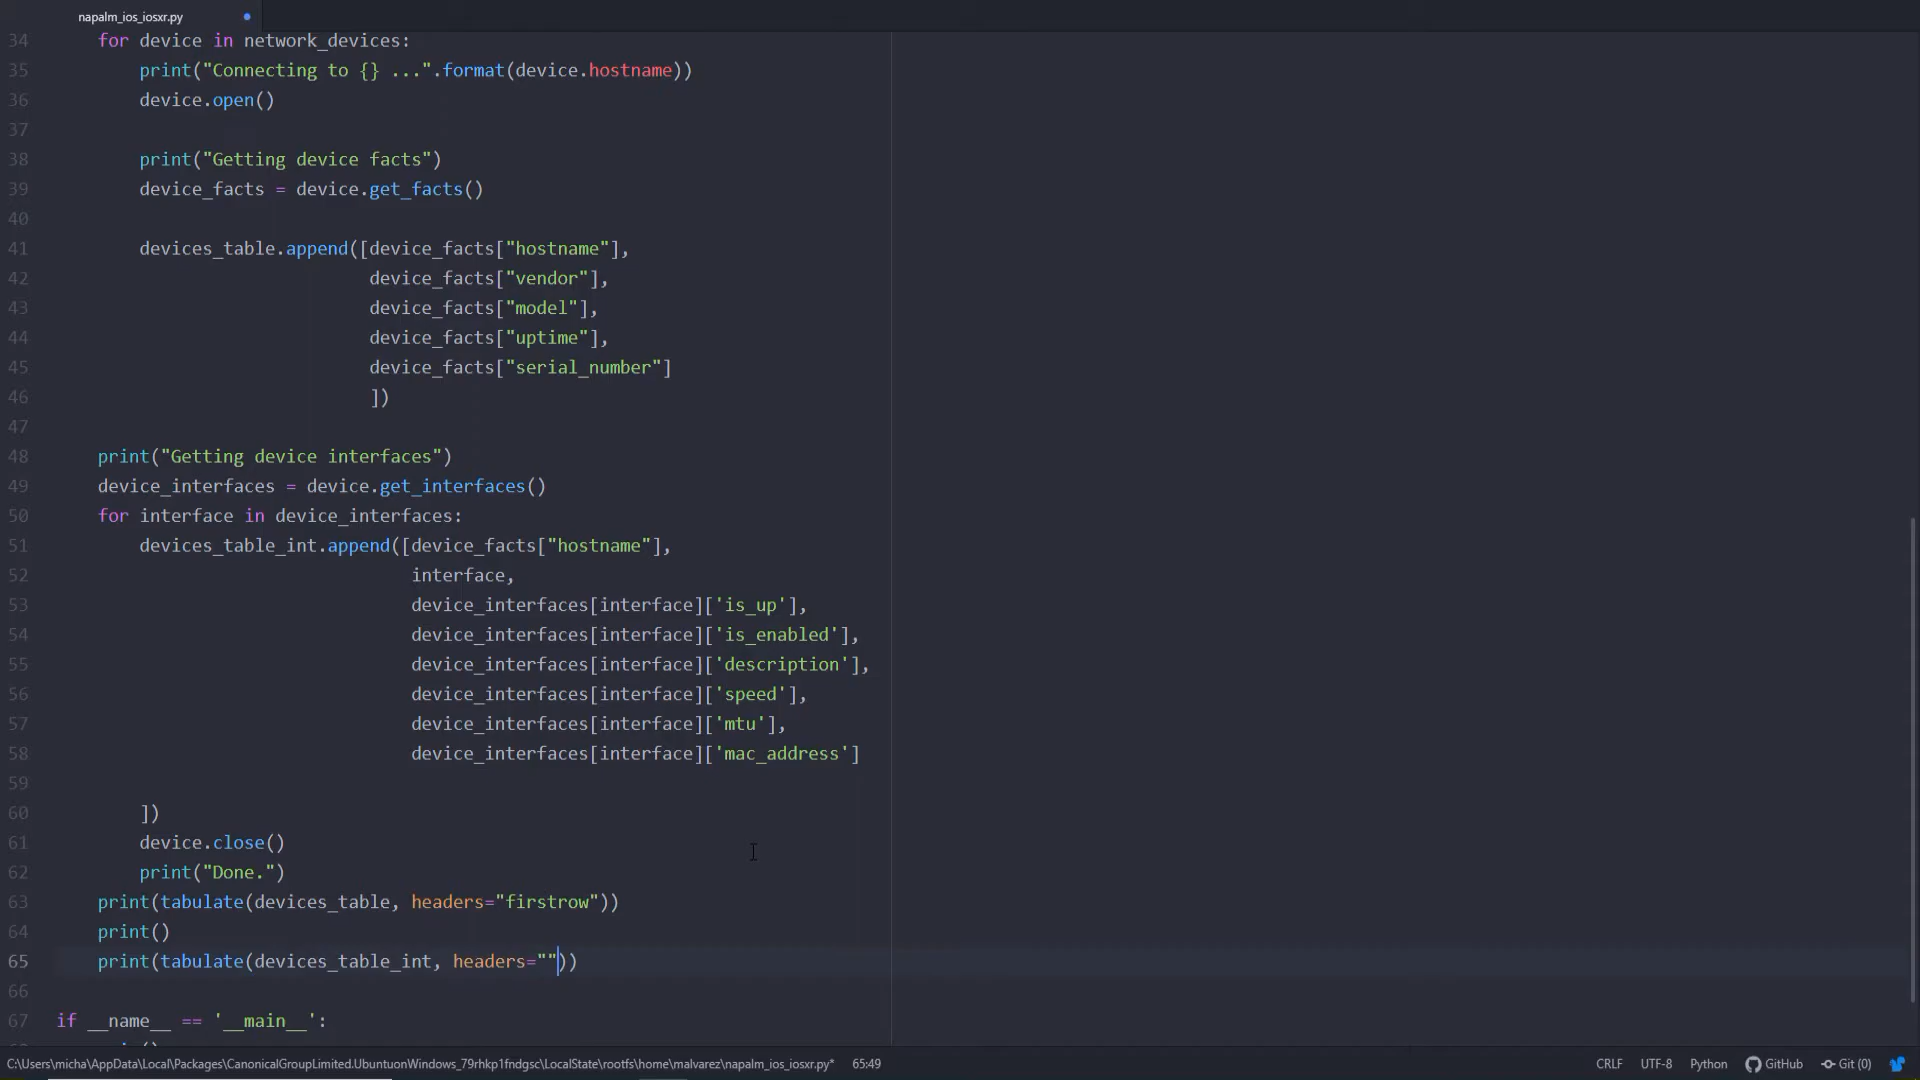 napalm_ios_iosxr.py
34 for device in network_devices:
35 print("Connecting to {} ...".format(device.hostname))
36 device.open()
37
38 print("Getting device facts")
39 device_facts = device.get_facts()
40
41 devices_table.append([device_facts["hostname"],
42 device_facts["vendor"],
43 device_facts["model"],
44 device_facts["uptime"],
45 device_facts["serial_number"]
46 ])
47
48 print("Getting device interfaces")
49 device_interfaces = device.get_interfaces()
50 for interface in device_interfaces:
51 devices_table_int.append([device_facts["hostname"],
52 interface,
53 device_interfaces[interface]['is_up'],
54 device_interfaces[interface]['is_enabled'],
55 device_interfaces[interface]['description'],
56 device_interfaces[interface]['speed'],
57 device_interfaces[interface]['mtu'],
58 device_interfaces[interface]['mac_address']
59
60 ])
61 device.close()
62 print("Done.")
63 print(tabulate(devices_table, headers="firstrow"))
64 print()
65 print(tabulate(devices_table_int, headers=""))
66
67 if __name__ == '__main__':
C:\Users\micha\AppData\Local\Packages\CanonicalGroupLimited.UbuntuonWindows_79rhkp1fndgsc\LocalState\rootfs\home\malvarez\napalm_ios_iosxr.py* 65:49 CRLF UTF-8 Python GitHub Git (0)